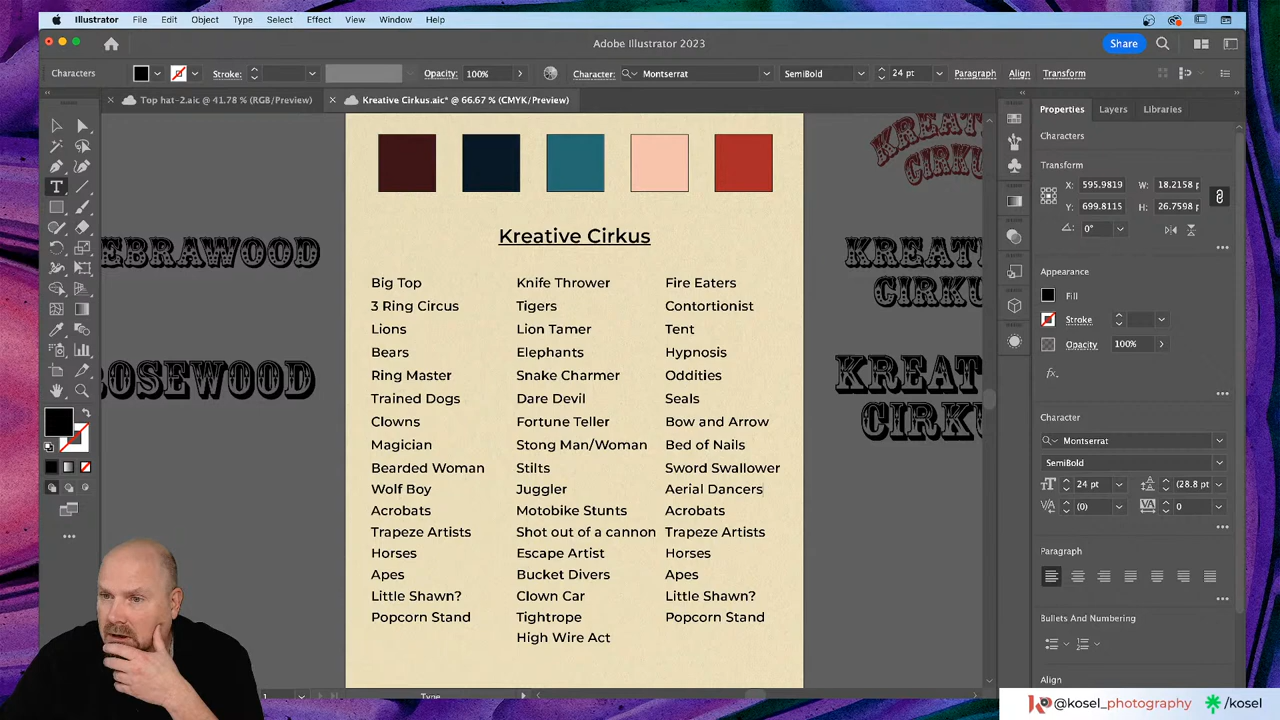 Illustrator File Edit Object Type Select Effect View Window Help
Adobe Illustrator 2023
Share
Characters Stroke: Opacity: 100% Character: Montserrat SemiBold 24 pt Paragraph Align Transform
Top hat-2.aic @ 41.78 % (RGB/Preview) Kreative Cirkus.aic* @ 66.67 % (CMYK/Preview)
Properties Layers Libraries
Characters
Transform
X: 595.9819 W: 18.2158 p
Y: 699.8115 H: 26.7598 p
0°
Appearance
Fill
Stroke
Opacity 100%
fx.
Character
Montserrat
SemiBold
24 pt (28.8 p
(0) 0
Paragraph
Bullets And Numbering
Align
EBRAWOOD
OSEWOOD
KREAT
CIRKU
KREAT
CIRKU
KREAT
CIRKU
Kreative Cirkus
Big Top
3 Ring Circus
Lions
Bears
Ring Master
Trained Dogs
Clowns
Magician
Bearded Woman
Wolf Boy
Acrobats
Trapeze Artists
Horses
Apes
Little Shawn?
Popcorn Stand
Knife Thrower
Tigers
Lion Tamer
Elephants
Snake Charmer
Dare Devil
Fortune Teller
Stong Man/Woman
Stilts
Juggler
Motobike Stunts
Shot out of a cannon
Escape Artist
Bucket Divers
Clown Car
Tightrope
High Wire Act
Fire Eaters
Contortionist
Tent
Hypnosis
Oddities
Seals
Bow and Arrow
Bed of Nails
Sword Swallower
Aerial Dancers
Acrobats
Trapeze Artists
Horses
Apes
Little Shawn?
Popcorn Stand
1 Type
@kosel_photography /kosel